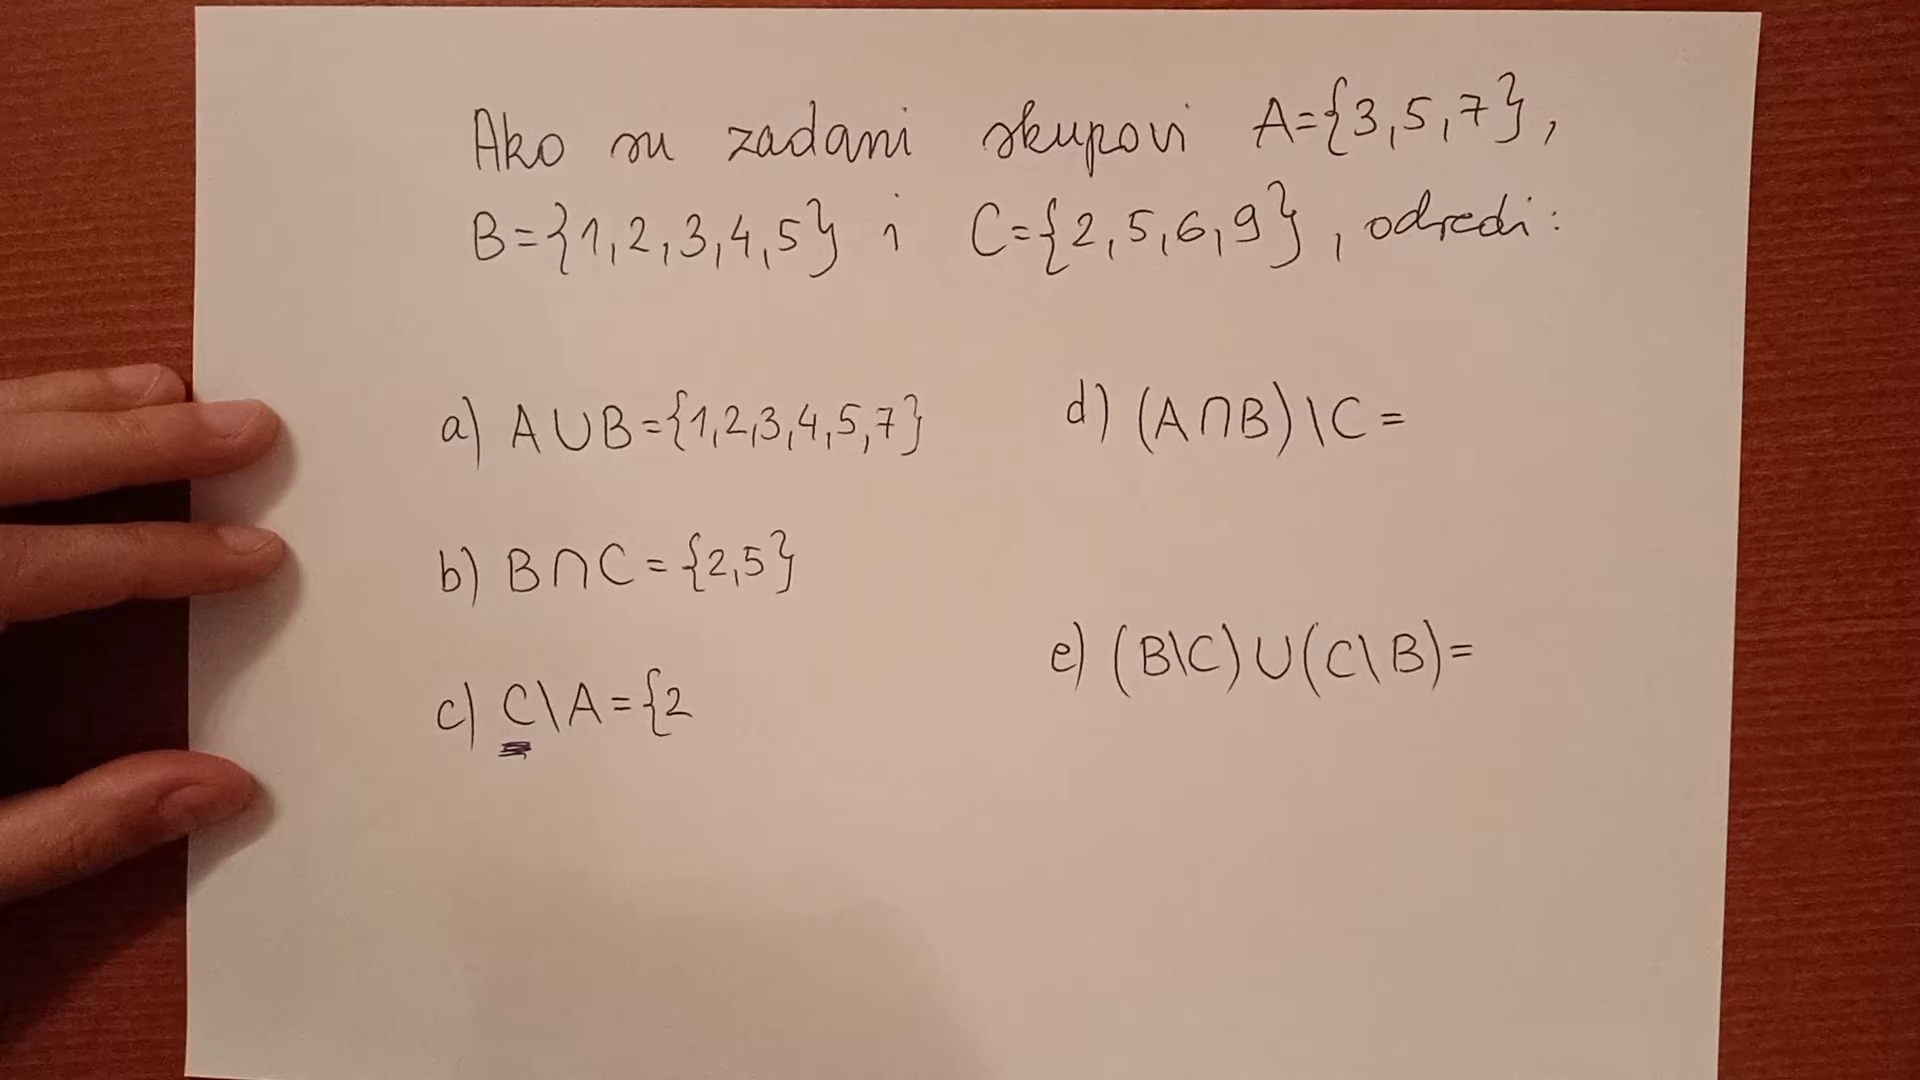 Ako su zadani skupovi A={3,5,7},
B={1,2,3,4,5} i C={2,5,6,9}, odredi:
a) A∪B={1,2,3,4,5,7}
b) B∩C={2,5}
c) C\A={2
d) (A∩B)\C=
e) (B\C)∪(C\B)=